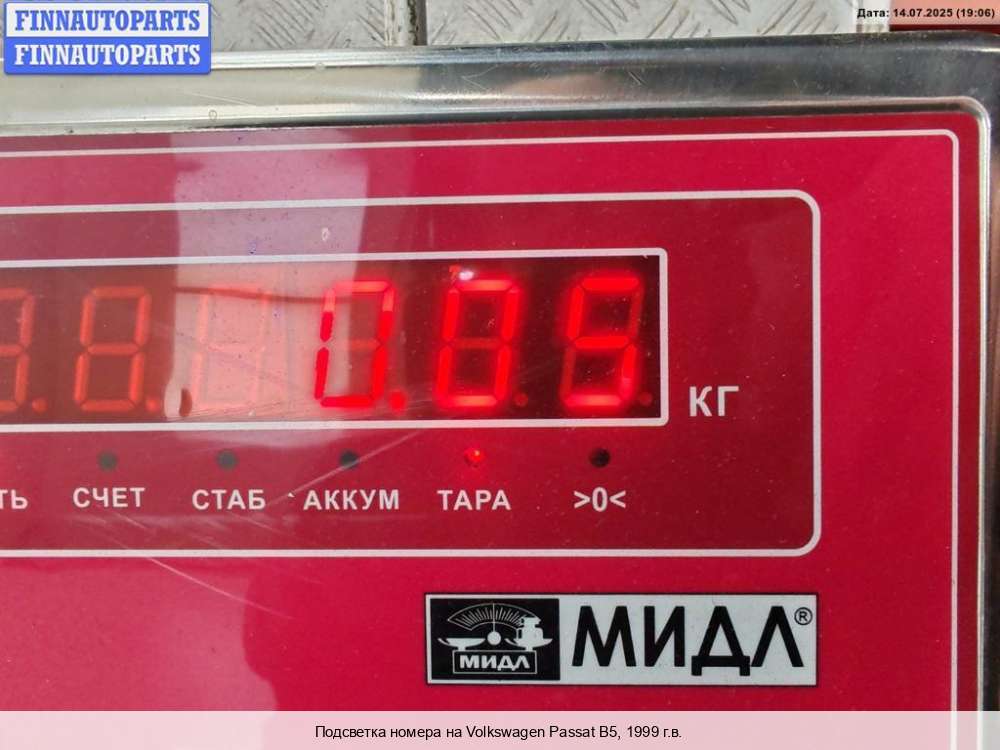 FINNAUTOPARTS
FINNAUTOPARTS
Дата: 14.07.2025 (19:06)
0.05
КГ
СЧЕТ СТАБ АККУМ ТАРА >0<
МИДЛ МИДЛ®
Подсветка номера на Volkswagen Passat B5, 1999 г.в.